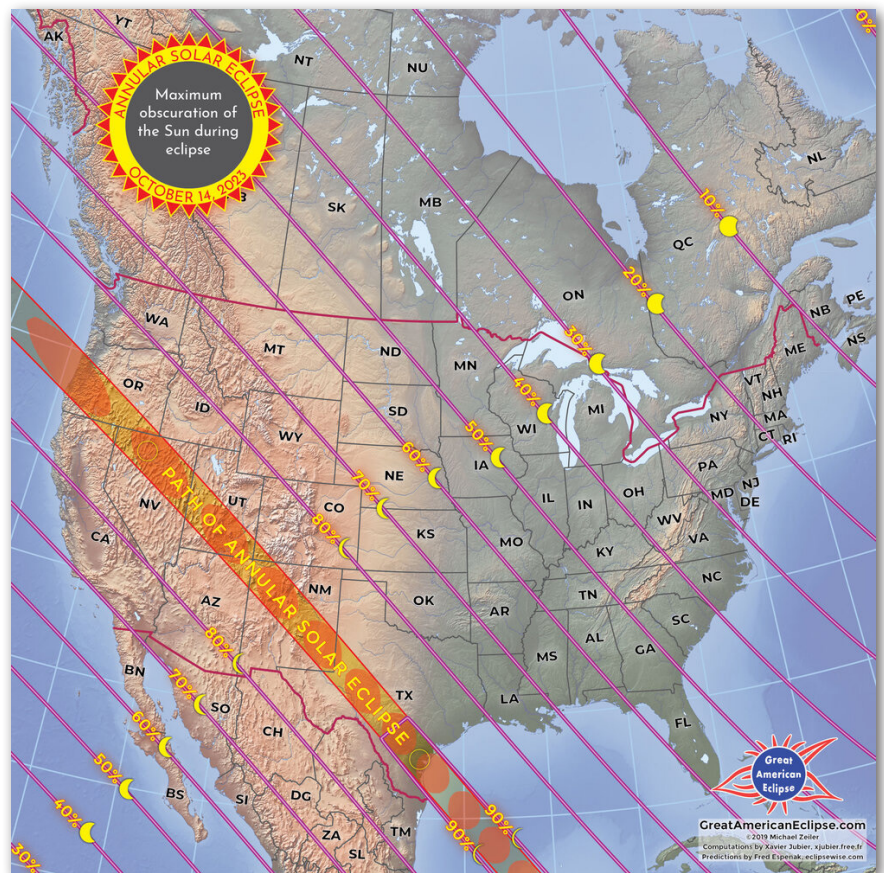 AK
YT
NT
NU
0%
ANNULAR SOLAR ECLIPSE
Maximum
obscuration of
the Sun during
eclipse
OCTOBER 14, 2023
NL
SK
MB
10%
QC
ON
20%
NB
PE
NS
WA
MT
ND
MN
30%
ME
VT
NH
OR
ID
SD
40%
WI
MI
NY
MA
CT
RI
WY
50%
IA
60%
NE
PA
NJ
MD
DE
PATH OF ANNULAR SOLAR ECLIPSE
NV
UT
CO
70%
80%
KS
IL
IN
OH
WV
VA
CA
MO
KY
NC
AZ
NM
OK
AR
TN
SC
MS
AL
GA
80%
BN
70%
SO
TX
LA
FL
60%
CH
50%
BS
SI
DG
40%
ZA
SL
TM
30%
90%
90%
Great
American
Eclipse
GreatAmericanEclipse.com
©2019 Michael Zeiler
Computations by Xavier Jubier, xjubier.free.fr
Predictions by Fred Espenak, eclipsewise.com